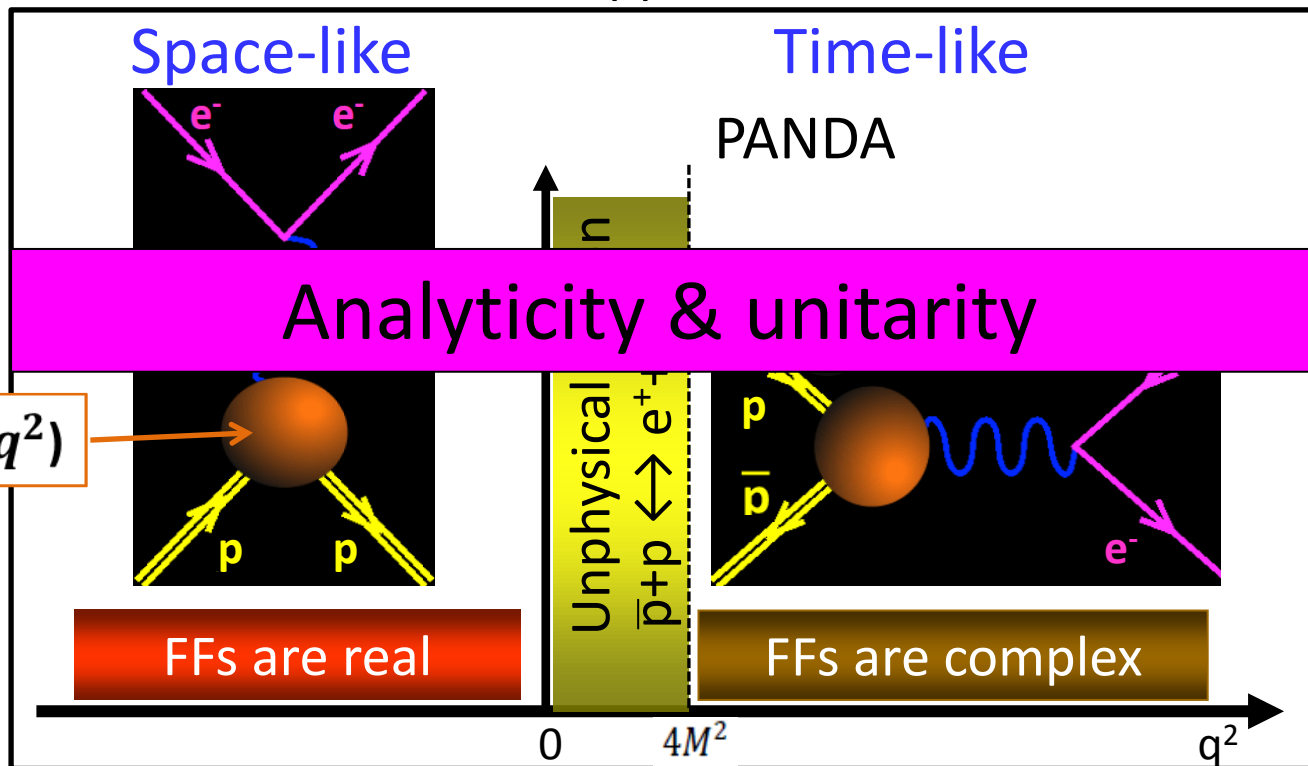 Space-like
Time-like
e⁻
e⁻
PANDA
Analyticity & unitarity
q²)
p
p
Unphysical
p̅+p ↔ e⁺+
p
p̅
e⁻
FFs are real
FFs are complex
0
4M²
q²